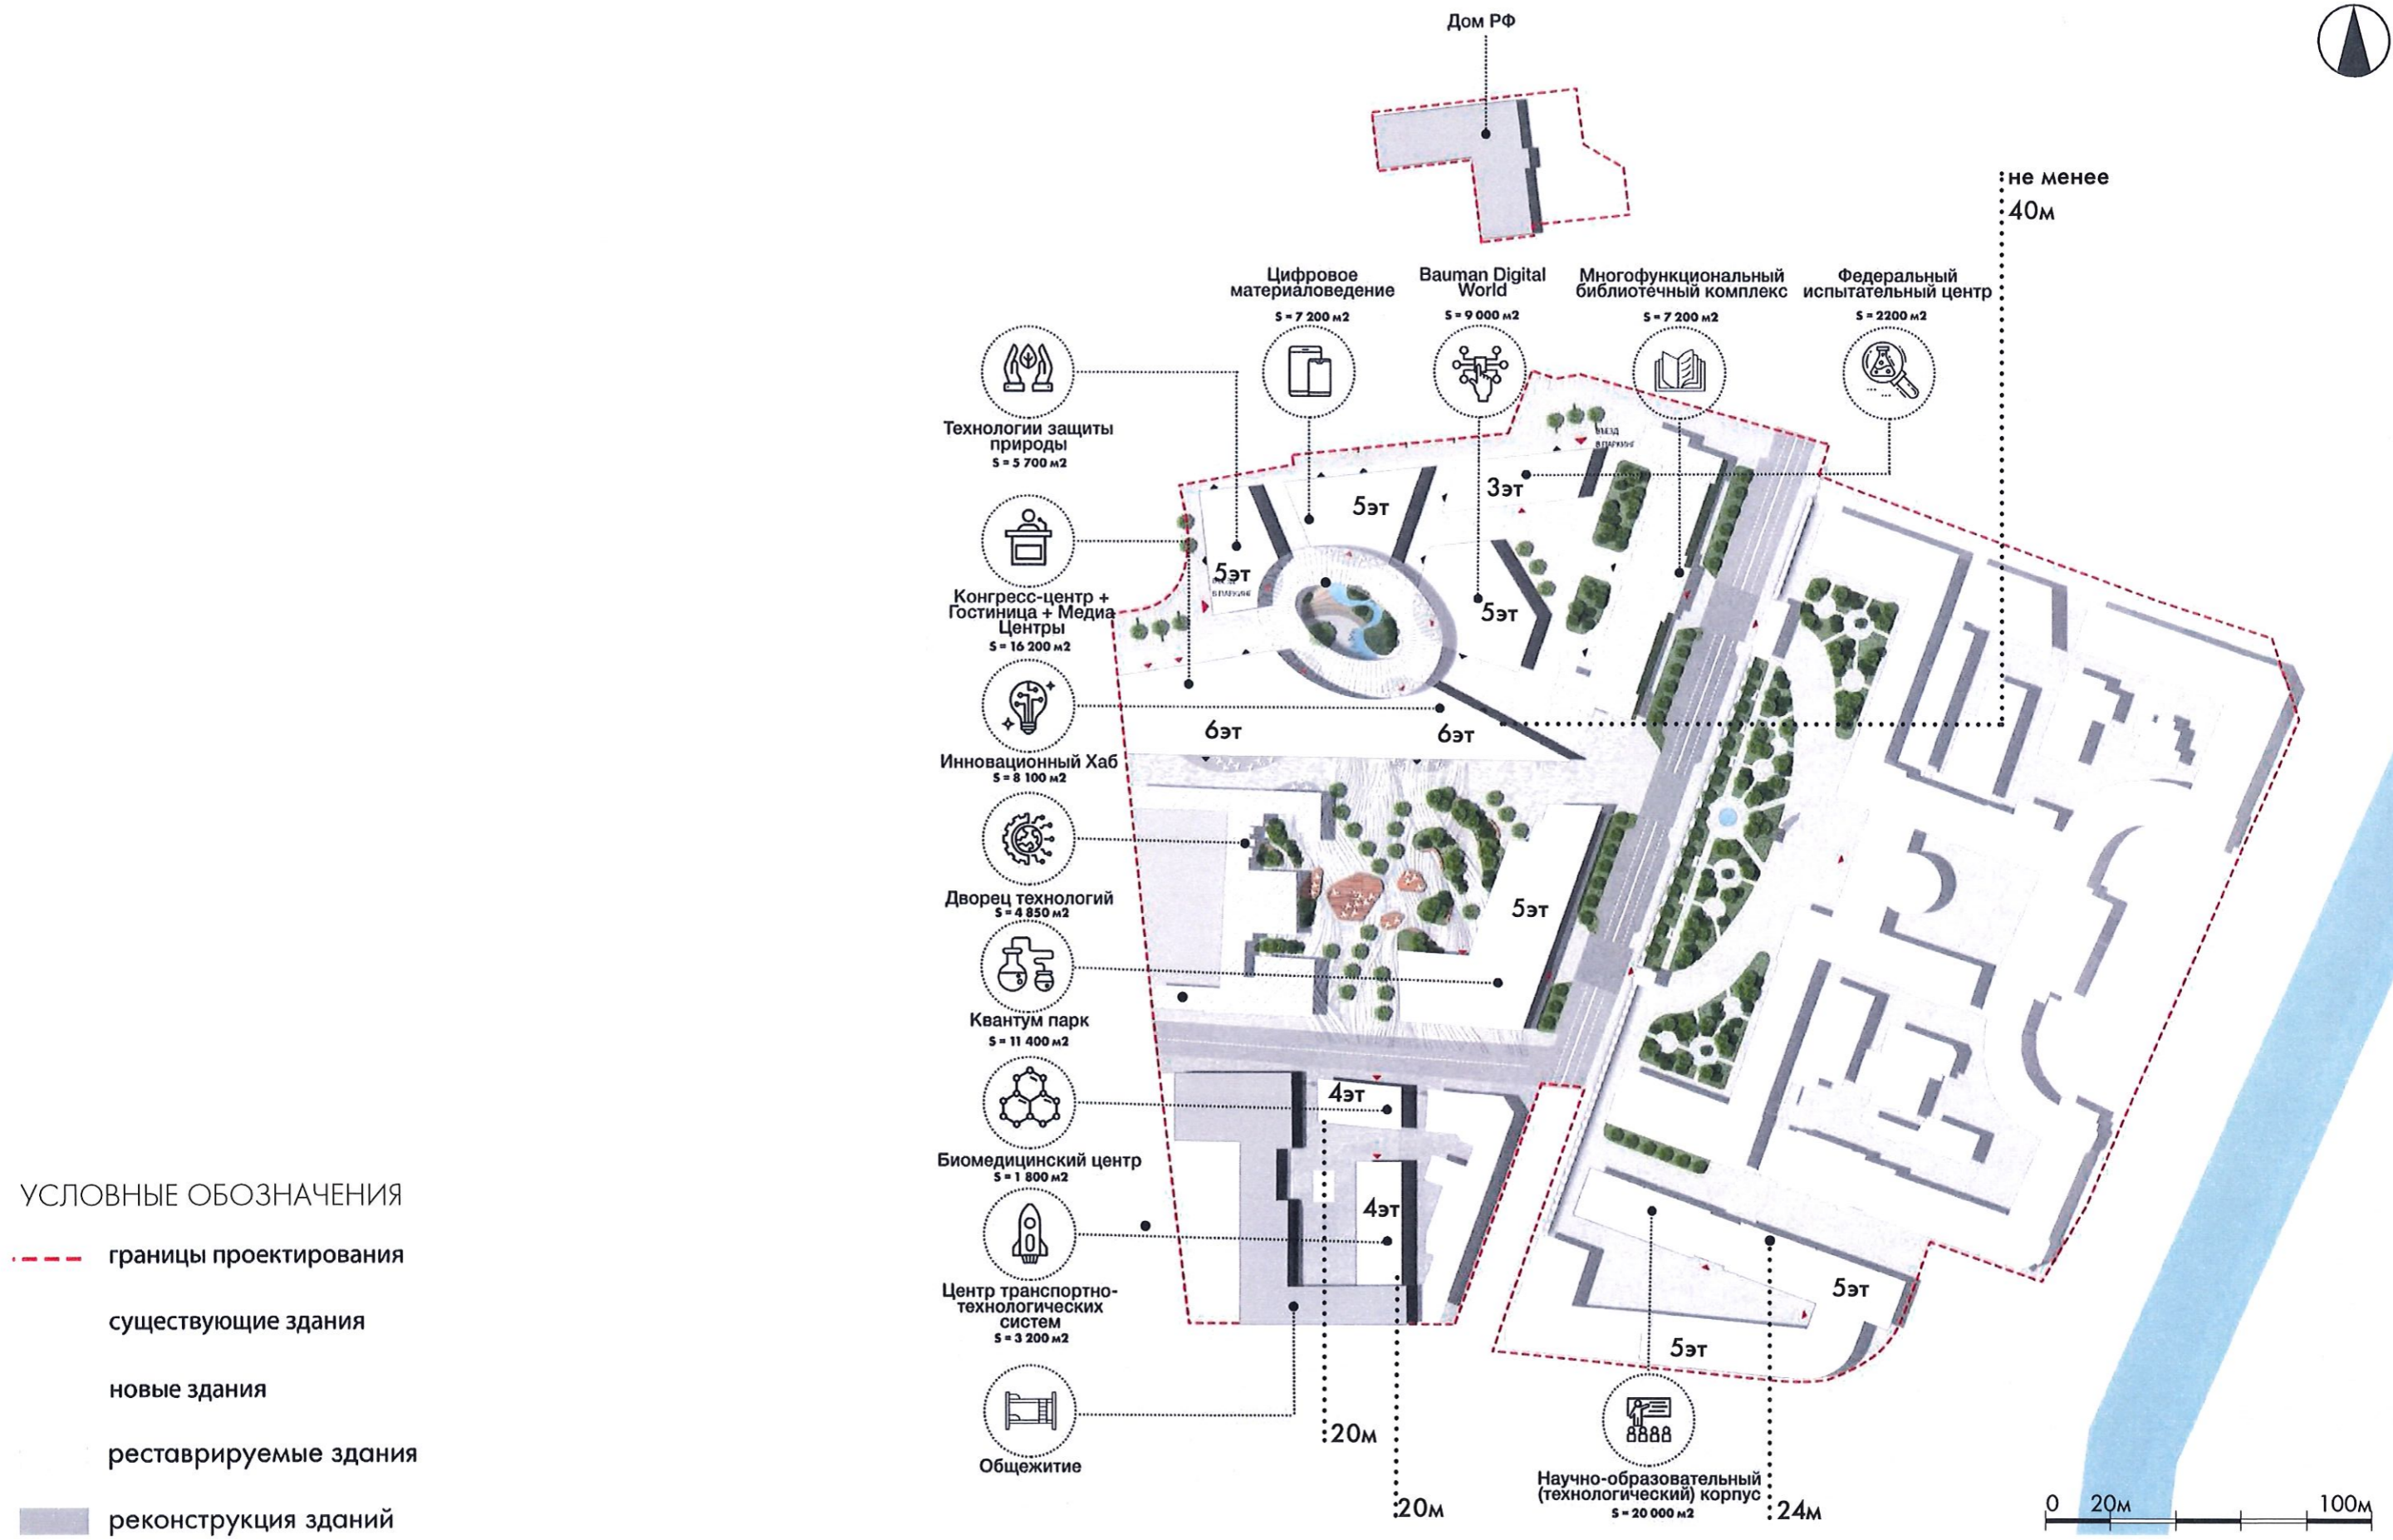 Дом РФ
не менее
40м
Цифровое
материаловедение
S = 7 200 м2
Bauman Digital
World
S = 9 000 м2
Многофункциональный
библиотечный комплекс
S = 7 200 м2
Федеральный
испытательный центр
S = 2200 м2
Технологии защиты
природы
S = 5 700 м2
ВЪЕЗД
В ПАРКИНГ
3эт
5эт
5эт
В ПАРКИНГ
5эт
Конгресс-центр +
Гостиница + Медиа
Центры
S = 16 200 м2
6эт
6эт
Инновационный Хаб
S = 8 100 м2
Дворец технологий
S = 4 850 м2
5эт
Квантум парк
S = 11 400 м2
4эт
Биомедицинский центр
S = 1 800 м2
4эт
Центр транспортно-
технологических
систем
S = 3 200 м2
5эт
5эт
Общежитие
20м
20м
Научно-образовательный
(технологический) корпус
S = 20 000 м2
24м
УСЛОВНЫЕ ОБОЗНАЧЕНИЯ
границы проектирования
существующие здания
новые здания
реставрируемые здания
реконструкция зданий
0 20м 100м